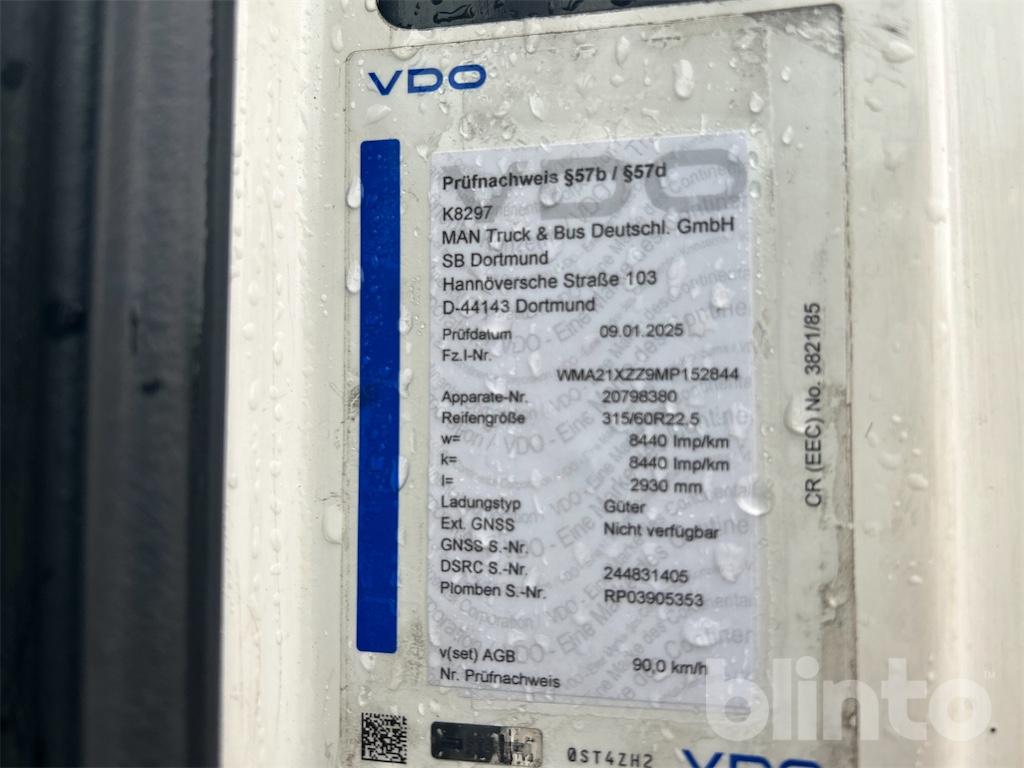 VDO
Prüfnachweis §57b / §57d
K8297
MAN Truck & Bus Deutschl. GmbH
SB Dortmund
Hannöversche Straße 103
D-44143 Dortmund
Prüfdatum 09.01.2025
Fz.I-Nr.
WMA21XZZ9MP152844
Apparate-Nr. 20798380
Reifengröße 315/60R22,5
w= 8440 Imp/km
k= 8440 Imp/km
l= 2930 mm
Ladungstyp Güter
Ext. GNSS Nicht verfügbar
GNSS S.-Nr.
DSRC S.-Nr. 244831405
Plomben S.-Nr. RP03905353
v(set) AGB 90,0 km/h
Nr. Prüfnachweis
CR (EEC) No. 3821/85
0ST4ZH2
VDO
blinto